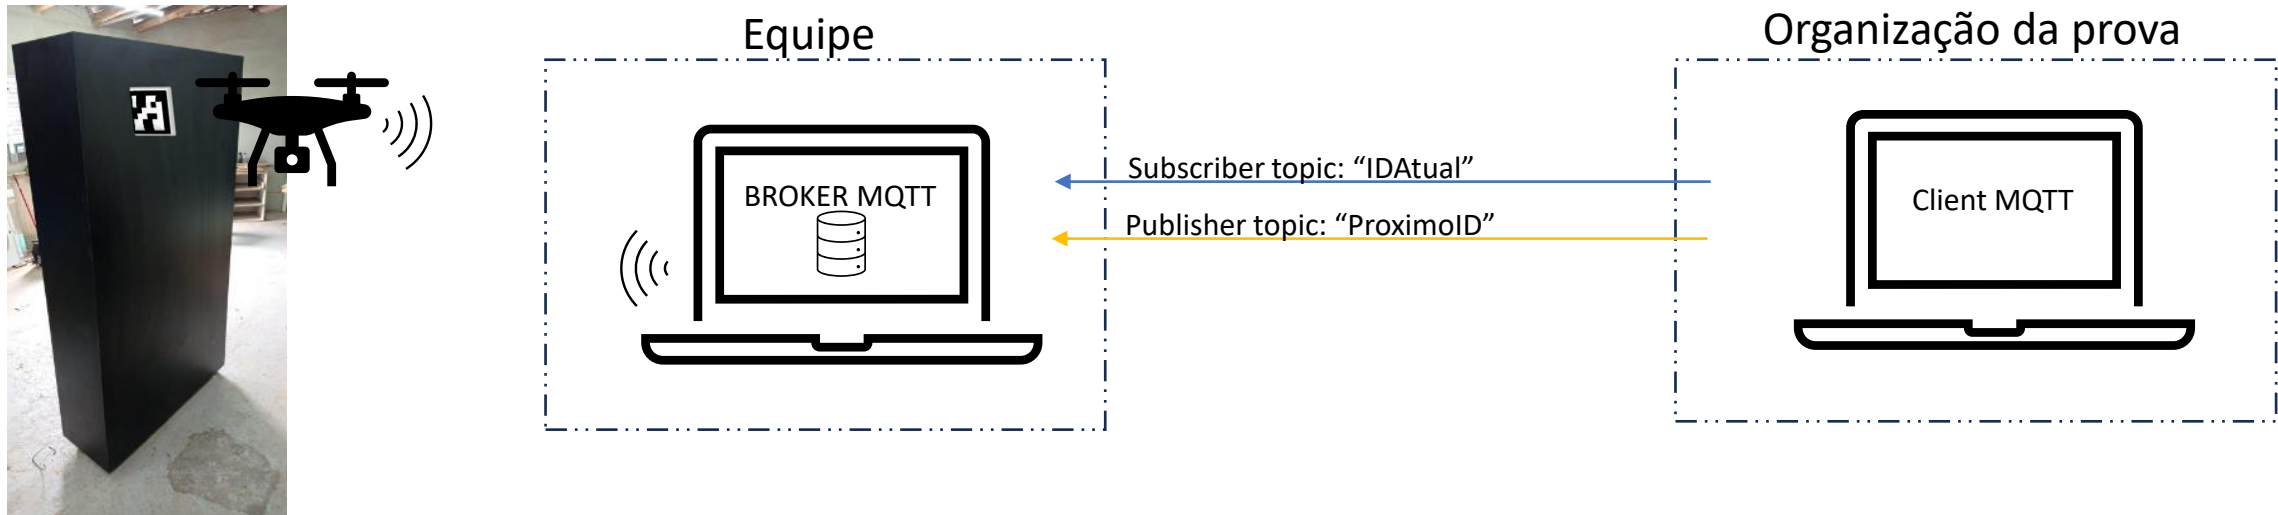 Equipe
Organização da prova
BROKER MQTT
Subscriber topic: “IDAtual”
Publisher topic: “ProximoID”
Client MQTT